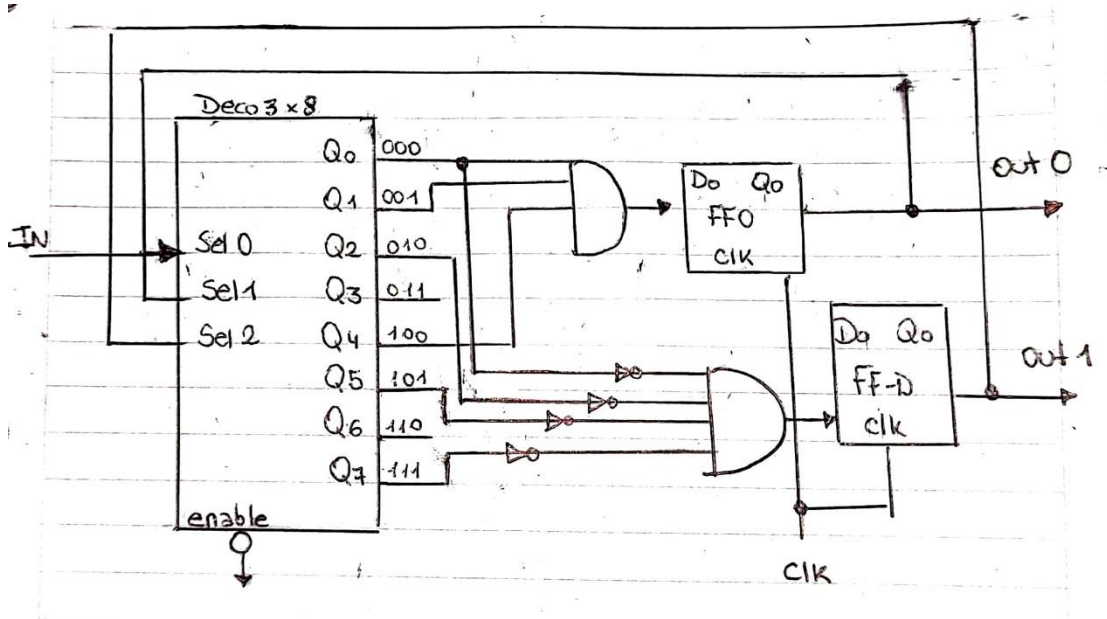 Deco 3x8
Q0 000
Q1 001
Q2 010
Q3 011
Q4 100
Q5 101
Q6 110
Q7 111
IN
Sel 0
Sel 1
Sel 2
enable
D0 Q0
FF0
Clk
out 0
D0 Q0
FF-D
Clk
out 1
Clk